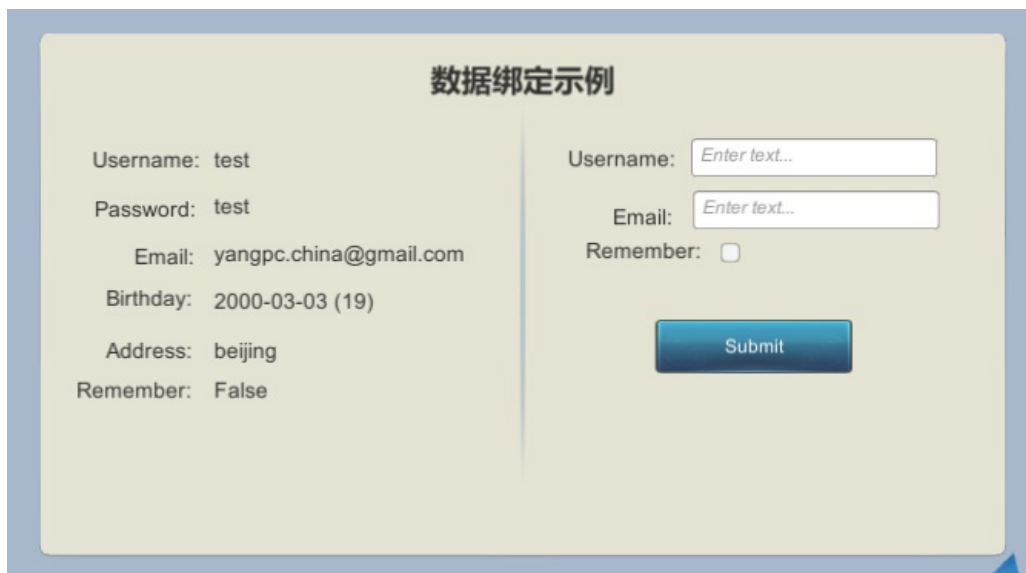 数据绑定示例
Username: test
Password: test
Email: yangpc.china@gmail.com
Birthday: 2000-03-03 (19)
Address: beijing
Remember: False
Username: Enter text...
Email: Enter text...
Remember:
Submit